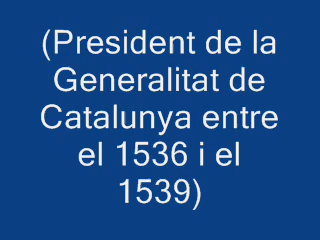 (President de la
Generalitat de
Catalunya entre
el 1536 i el
1539)